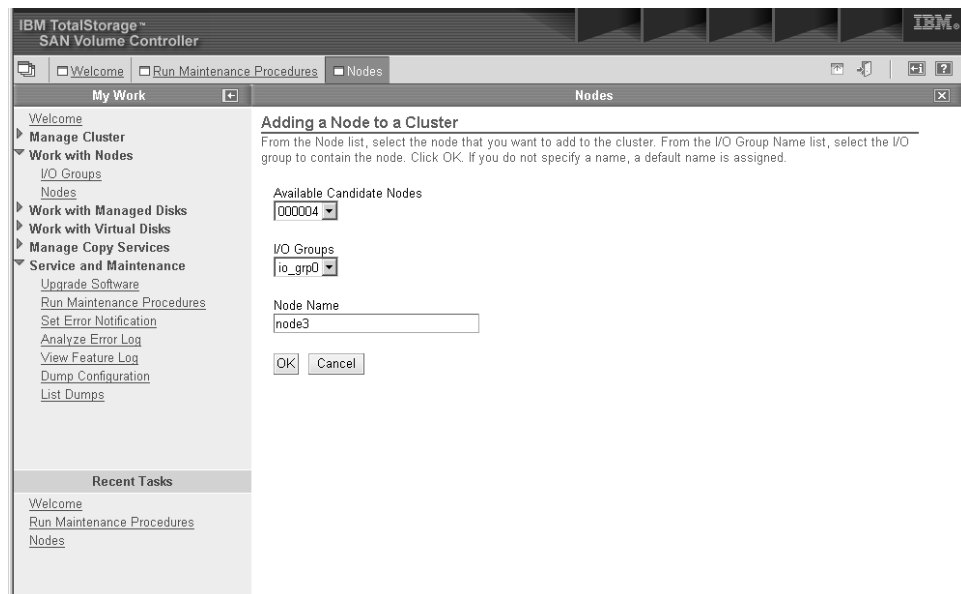 IBM TotalStorage™
SAN Volume Controller
IBM®
Welcome
Run Maintenance Procedures
Nodes
?
My Work
Nodes
Welcome
Manage Cluster
Work with Nodes
I/O Groups
Nodes
Work with Managed Disks
Work with Virtual Disks
Manage Copy Services
Service and Maintenance
Upgrade Software
Run Maintenance Procedures
Set Error Notification
Analyze Error Log
View Feature Log
Dump Configuration
List Dumps
Recent Tasks
Welcome
Run Maintenance Procedures
Nodes
Adding a Node to a Cluster
From the Node list, select the node that you want to add to the cluster. From the I/O Group Name list, select the I/O
group to contain the node. Click OK. If you do not specify a name, a default name is assigned.
Available Candidate Nodes
000004
I/O Groups
io_grp0
Node Name
node3
OK Cancel